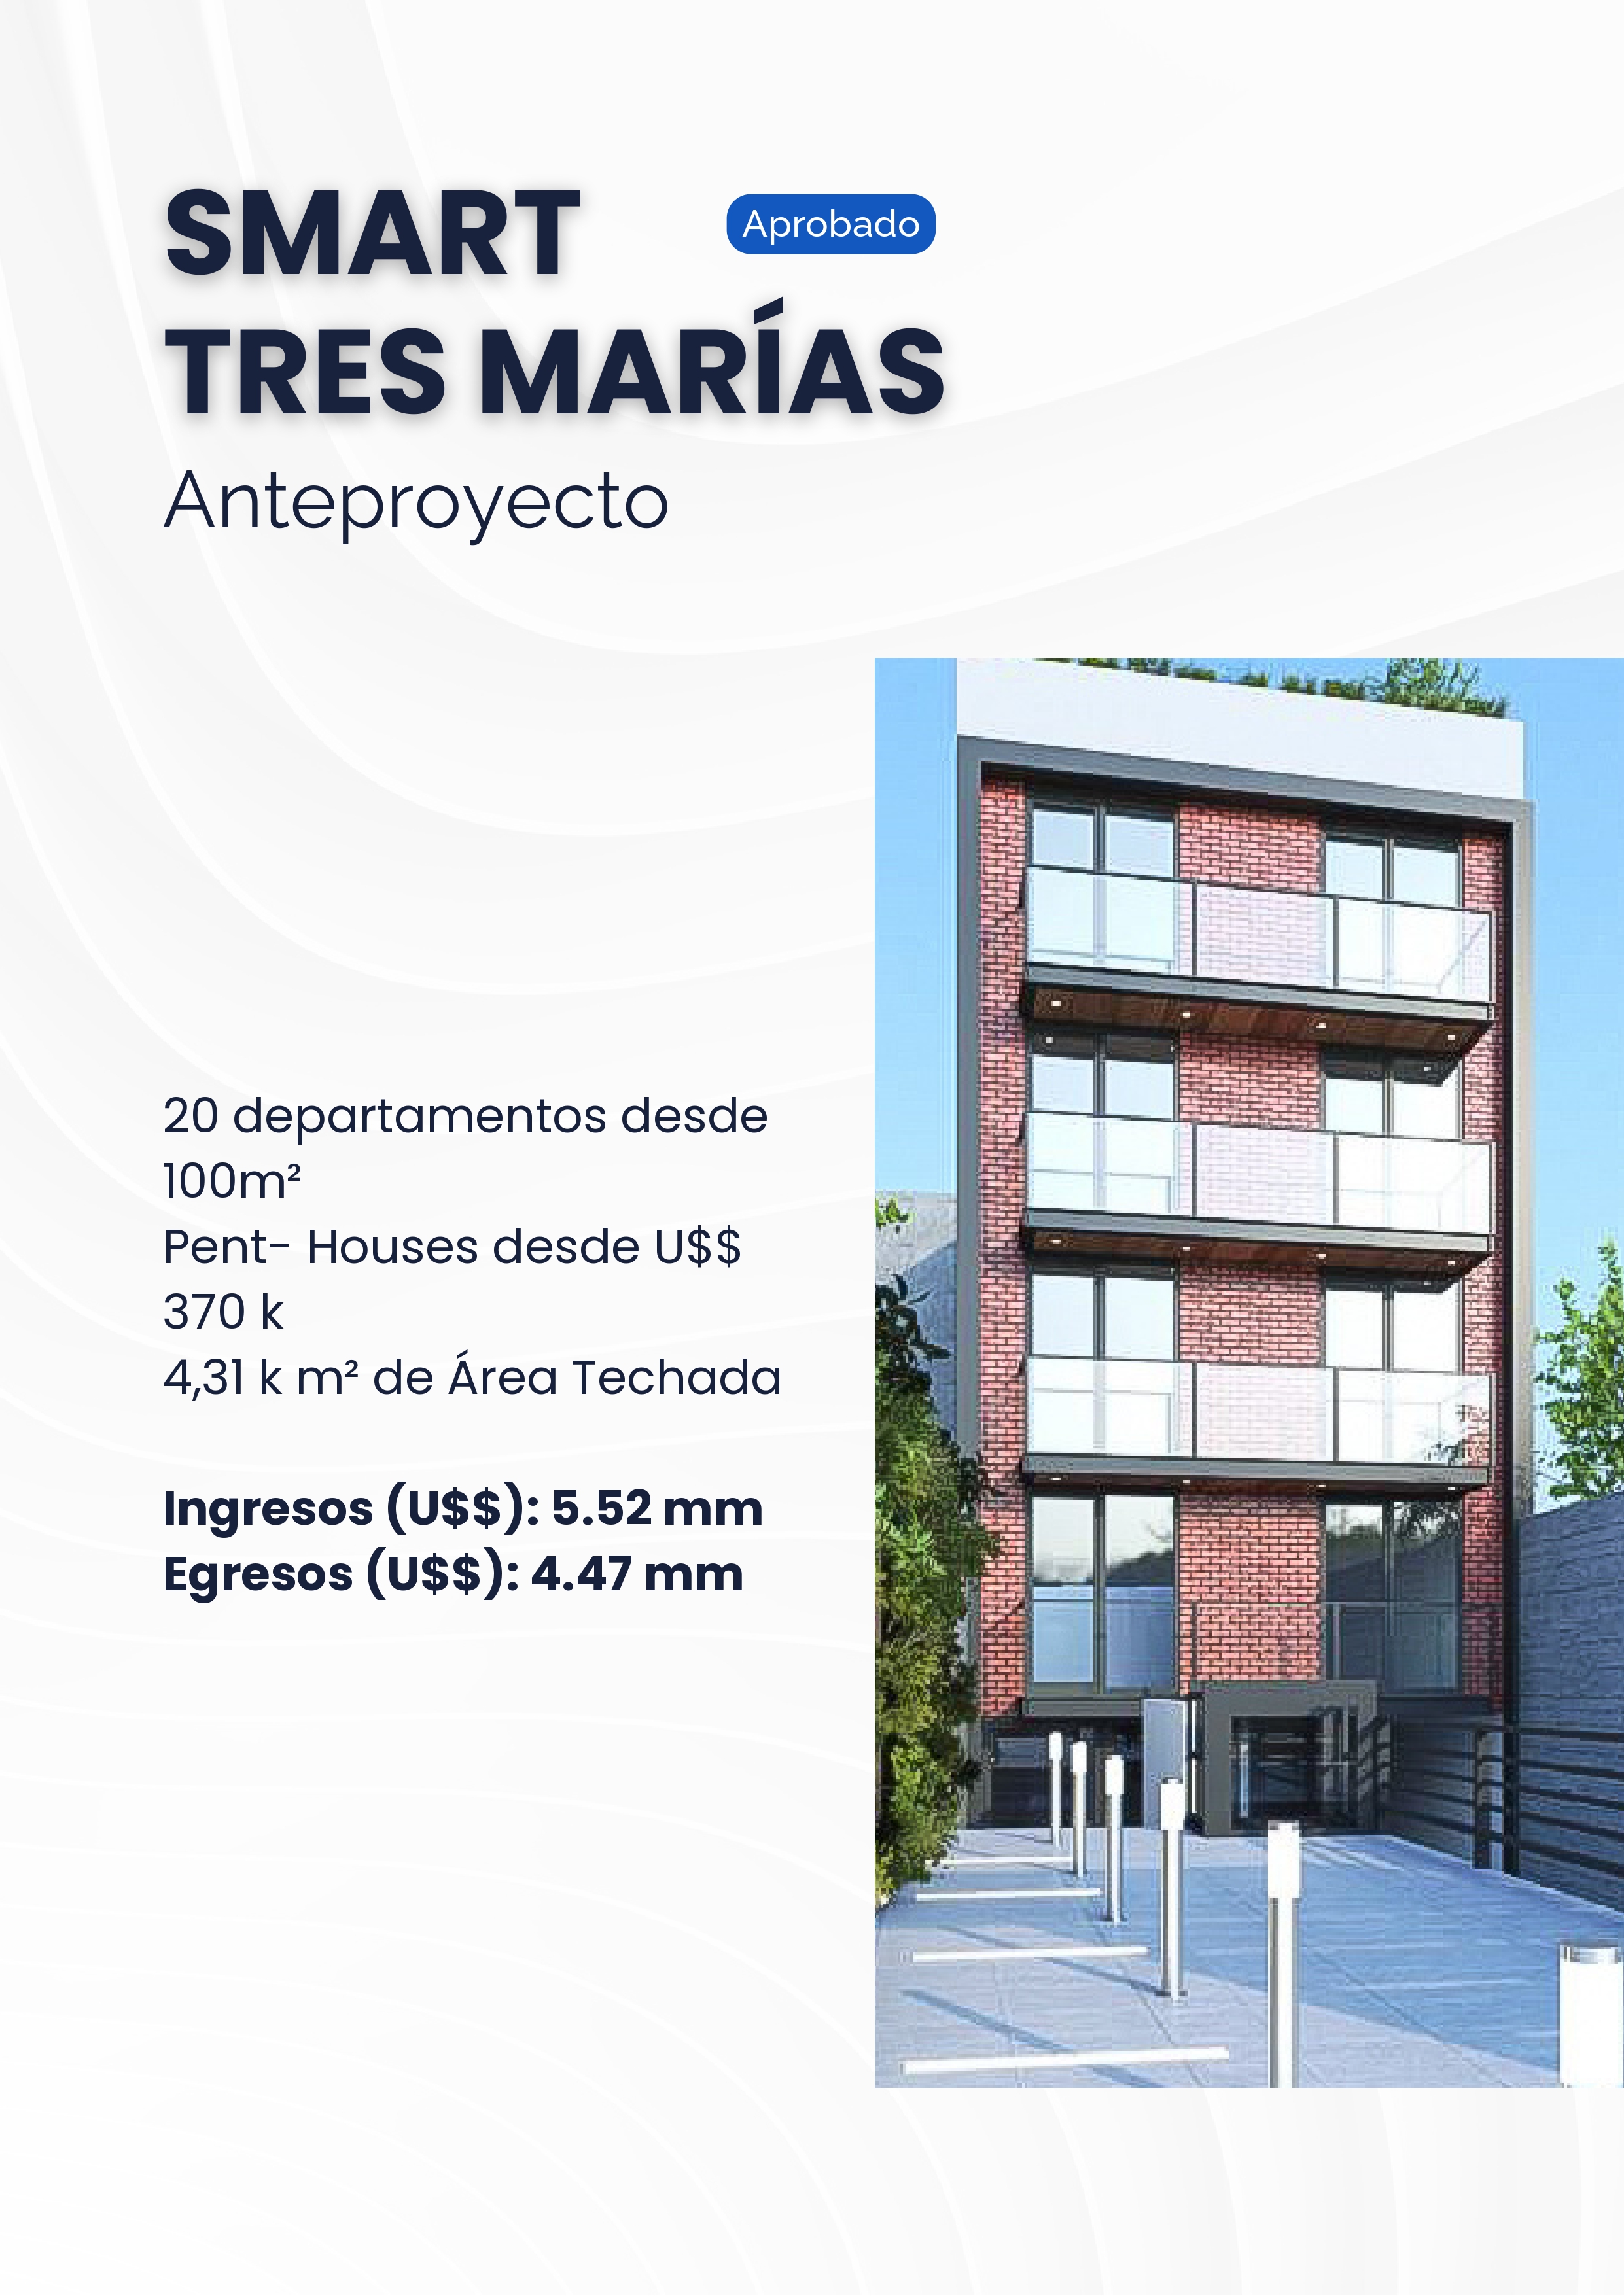 SMART
Aprobado
TRES MARÍAS
Anteproyecto
20 departamentos desde
100m²
Pent- Houses desde U$$
370 k
4,31 k m² de Área Techada
Ingresos (U$$): 5.52 mm
Egresos (U$$): 4.47 mm